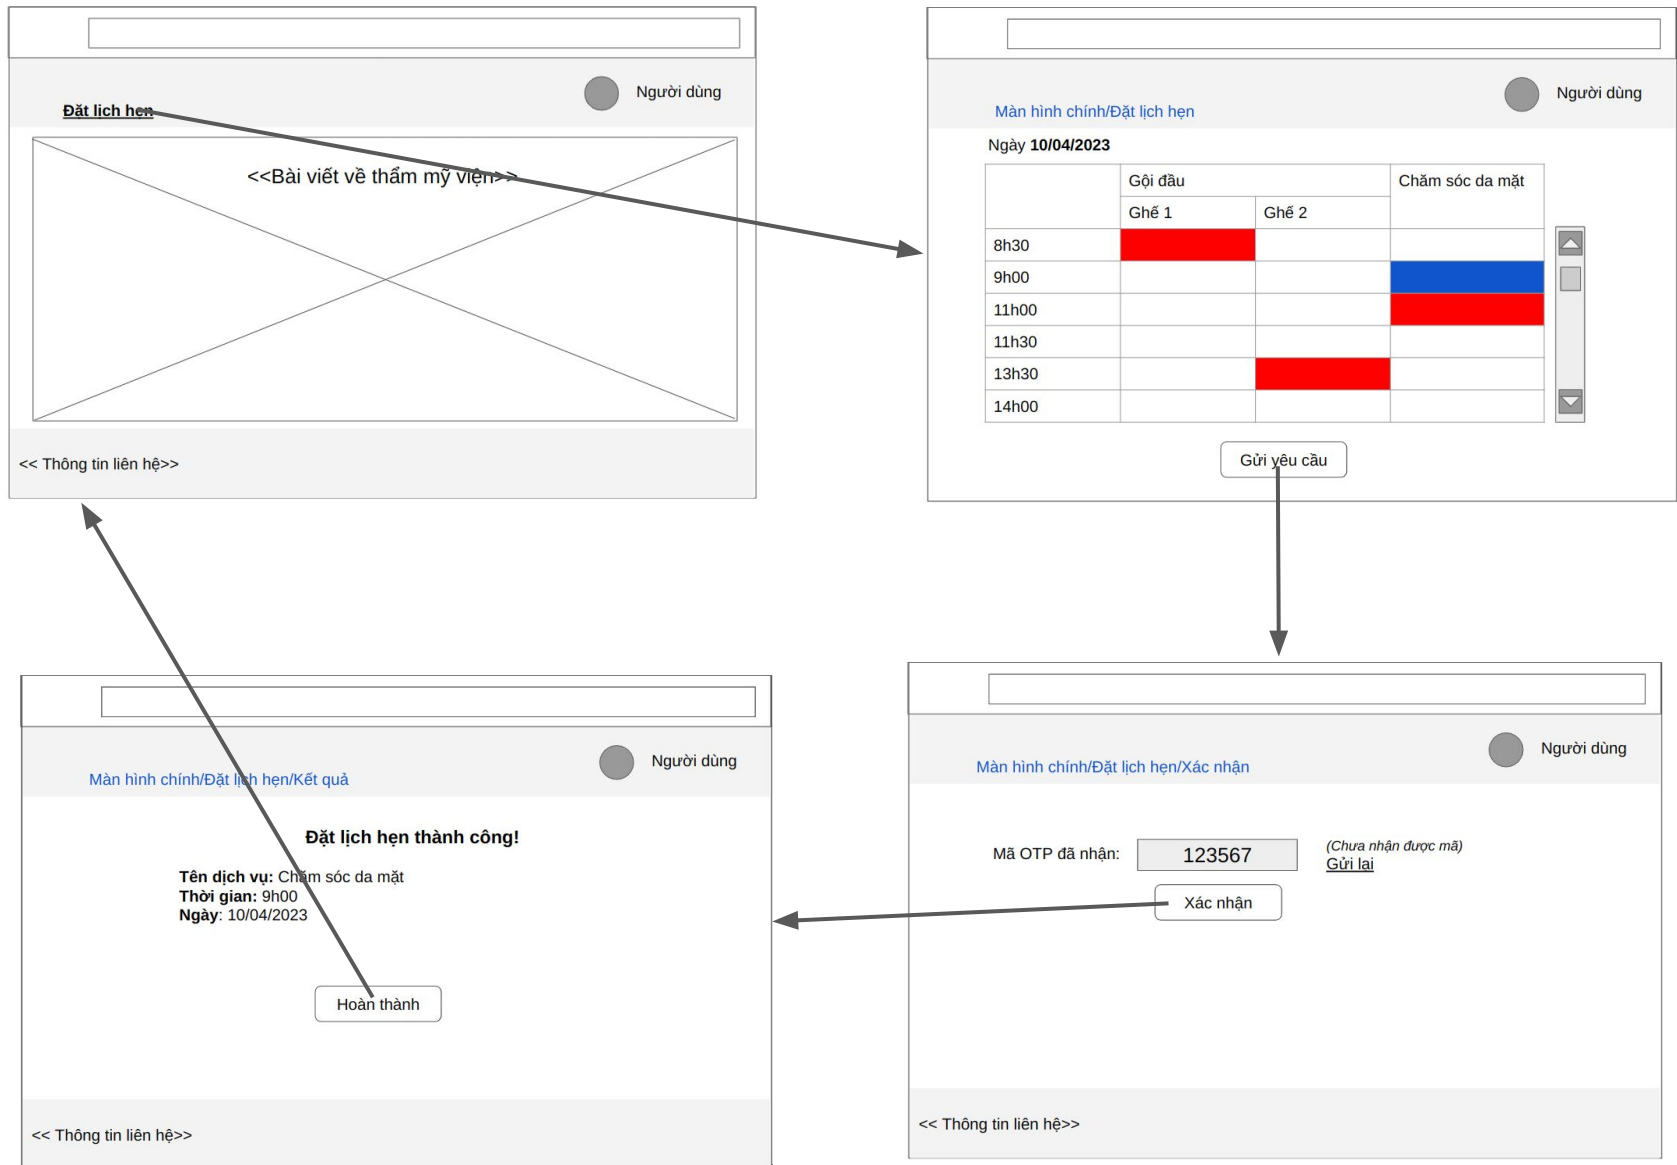 Người dùng
Đặt lịch hẹn
<<Bài viết về thẩm mỹ viện>>
<< Thông tin liên hệ>>
Người dùng
Màn hình chính/Đặt lịch hẹn
Ngày 10/04/2023
Gội đầu Chăm sóc da mặt
Ghế 1 Ghế 2
8h30
9h00
11h00
11h30
13h30
14h00
Gửi yêu cầu
Người dùng
Màn hình chính/Đặt lịch hẹn/Kết quả
Đặt lịch hẹn thành công!
Tên dịch vụ: Chăm sóc da mặt
Thời gian: 9h00
Ngày: 10/04/2023
Hoàn thành
<< Thông tin liên hệ>>
Người dùng
Màn hình chính/Đặt lịch hẹn/Xác nhận
Mã OTP đã nhận: 123567 (Chưa nhận được mã)
Gửi lại
Xác nhận
<< Thông tin liên hệ>>